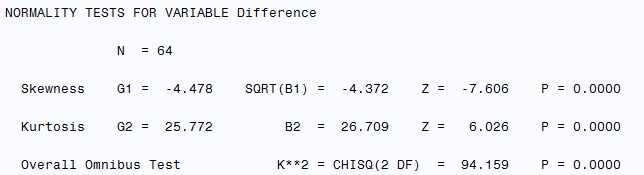 NORMALITY TESTS FOR VARIABLE Difference
N = 64
Skewness G1 = -4.478 SQRT(B1) = -4.372 Z = -7.606 P = 0.0000
Kurtosis G2 = 25.772 B2 = 26.709 Z = 6.026 P = 0.0000
Overall Omnibus Test K**2 = CHISQ(2 DF) = 94.159 P = 0.0000